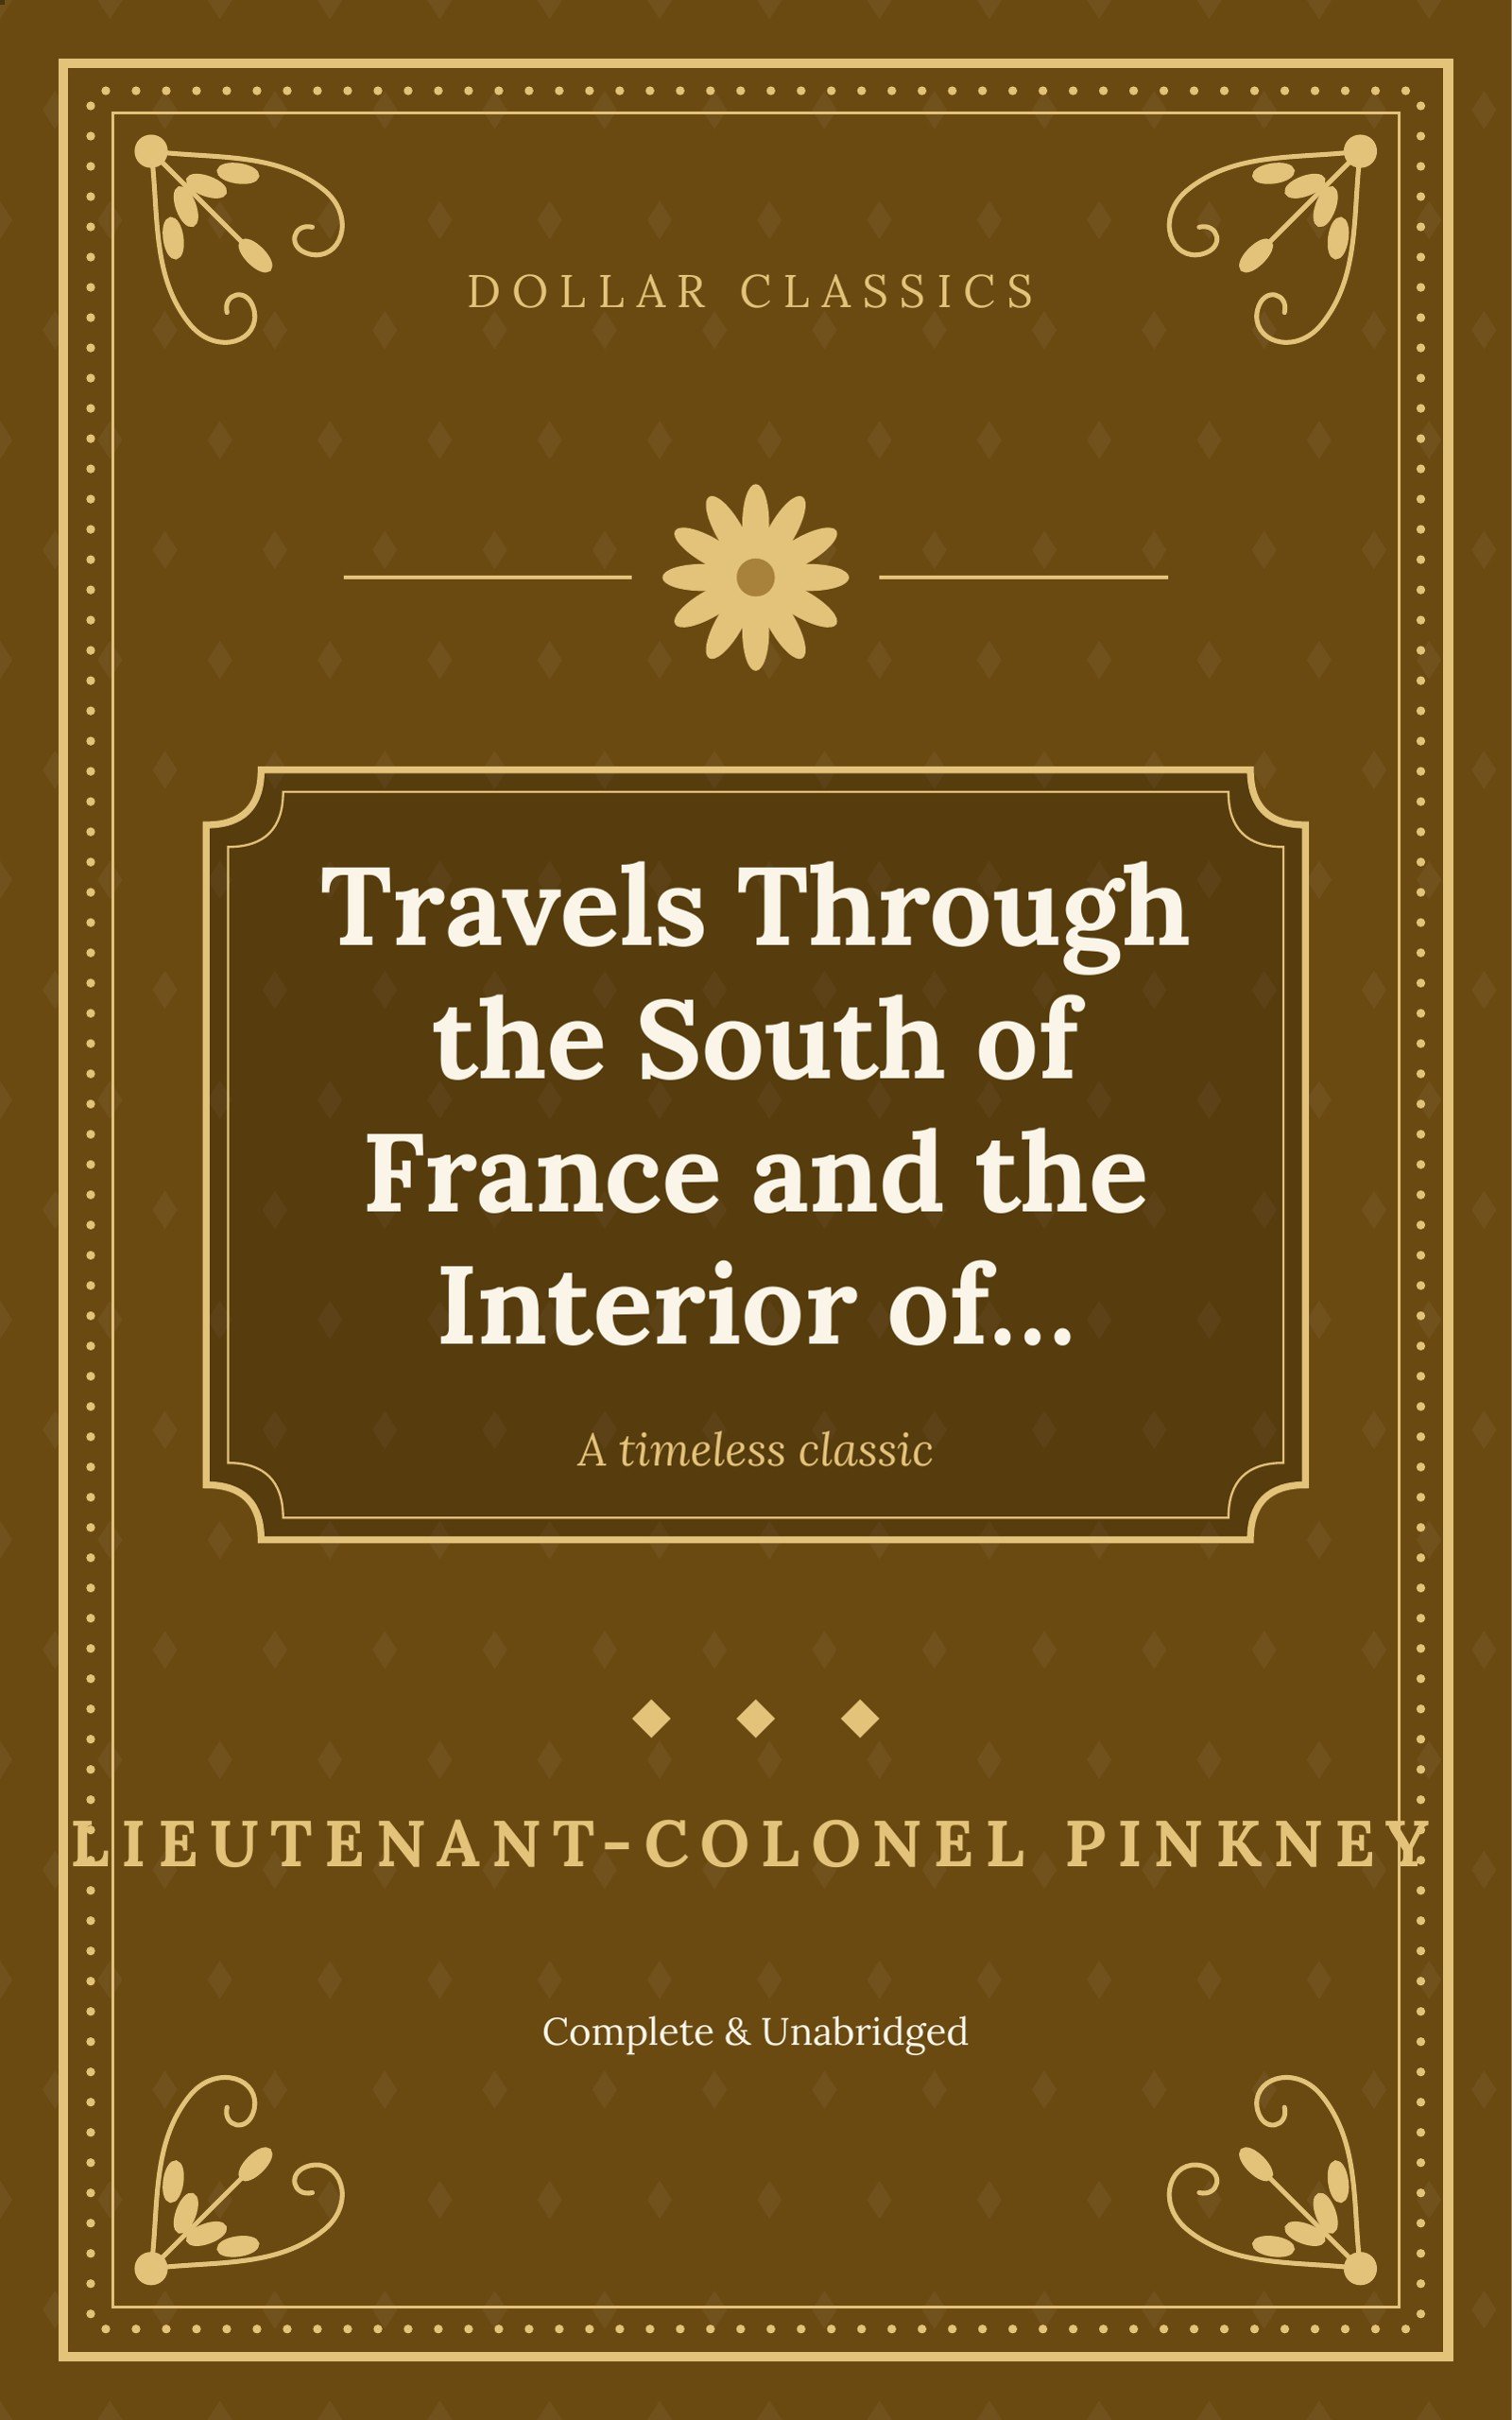 DOLLAR CLASSICS
Travels Through
the South of
France and the
Interior of...
A timeless classic
LIEUTENANT-COLONEL PINKNEY
Complete & Unabridged